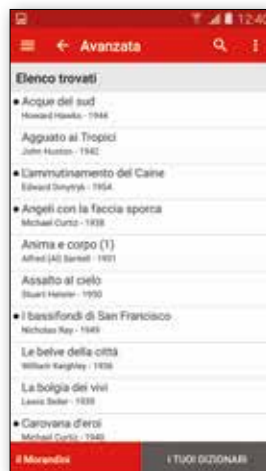 12:40
Avanzata
Elenco trovati
• Acque del sud
Howard Hawks - 1944
Agguato ai Tropici
John Huston - 1942
• L'ammutinamento del Caine
Edward Dmytryk - 1954
• Angeli con la faccia sporca
Michael Curtiz - 1938
Anima e corpo (1)
Alfred (Al) Santell - 1931
Assalto al cielo
Stuart Heisler - 1950
• I bassifondi di San Francisco
Nicholas Ray - 1949
Le belve della città
William Keighley - 1936
La bolgia dei vivi
Lewis Seiler - 1939
• Carovana d'eroi
Michael Curtiz - 1940
il Morandini
I TUOI DIZIONARI